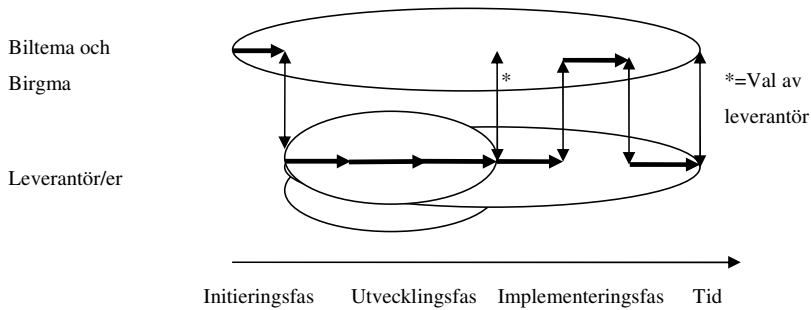 Biltema och
Birgma
*
*=Val av
leverantör
Leverantör/er
Initieringsfas Utvecklingsfas Implementeringsfas Tid